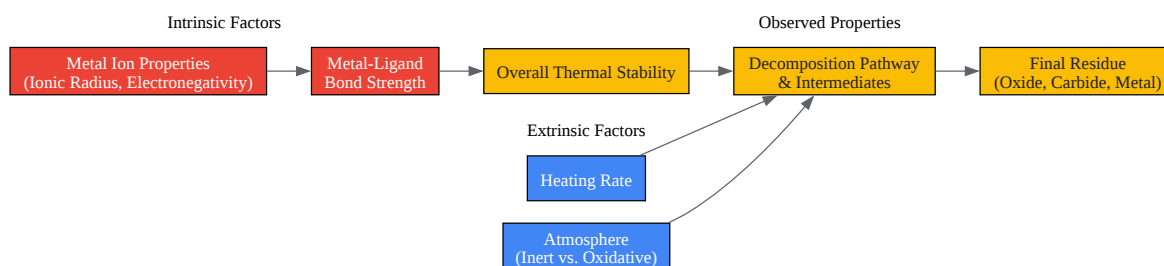 Intrinsic Factors
Observed Properties
Metal Ion Properties
(Ionic Radius, Electronegativity)
Metal-Ligand
Bond Strength
Overall Thermal Stability
Decomposition Pathway
& Intermediates
Final Residue
(Oxide, Carbide, Metal)
Extrinsic Factors
Heating Rate
Atmosphere
(Inert vs. Oxidative)